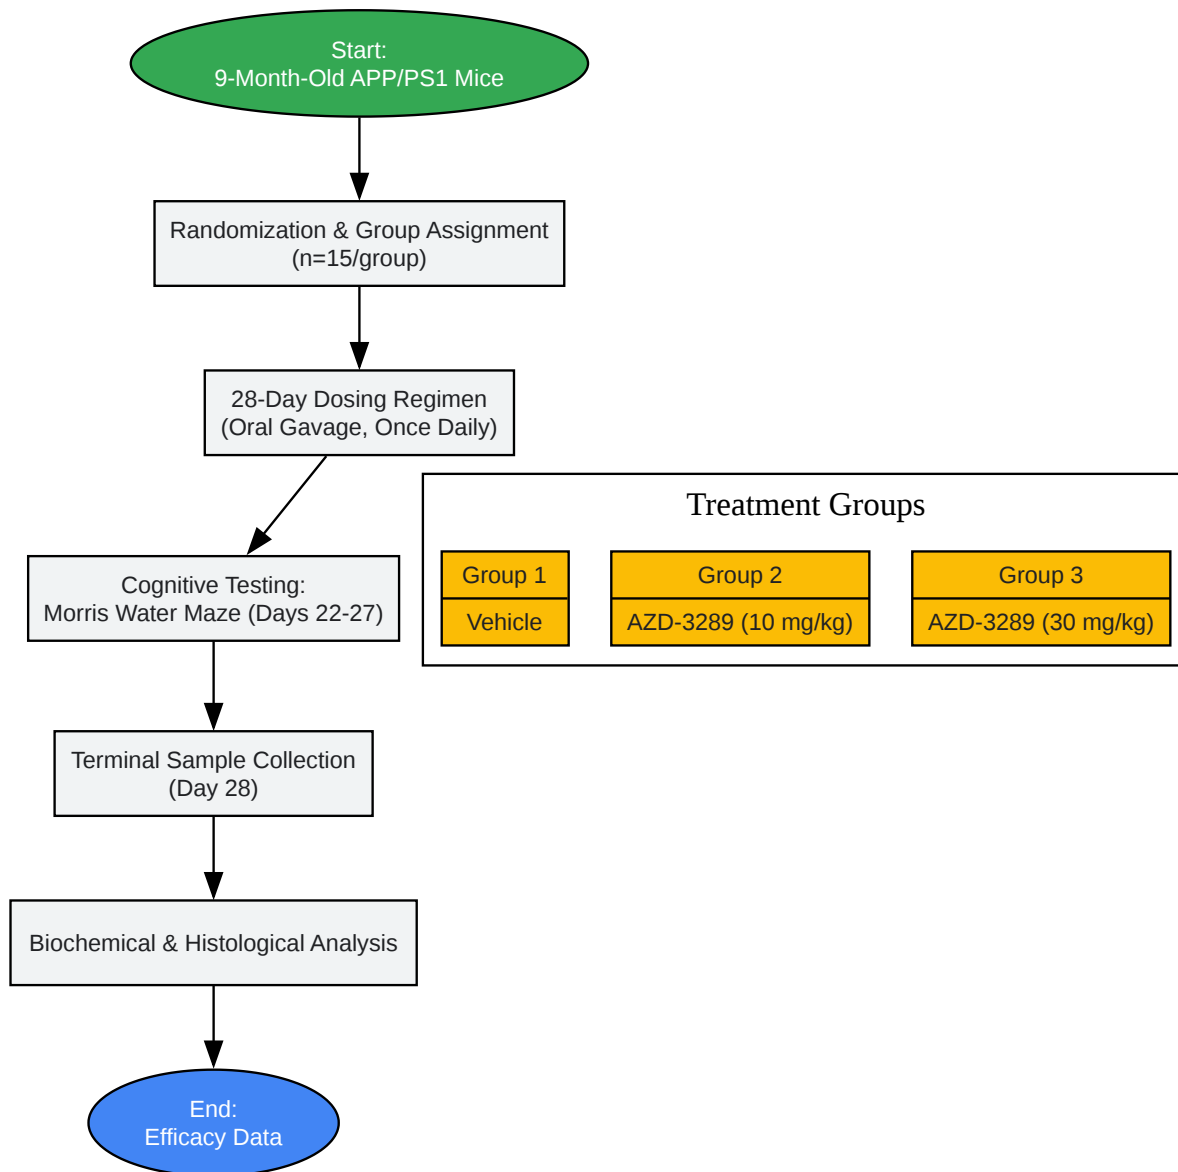 Start:
9-Month-Old APP/PS1 Mice
Randomization & Group Assignment
(n=15/group)
28-Day Dosing Regimen
(Oral Gavage, Once Daily)
Treatment Groups
Group 1
Vehicle
Group 2
AZD-3289 (10 mg/kg)
Group 3
AZD-3289 (30 mg/kg)
Cognitive Testing:
Morris Water Maze (Days 22-27)
Terminal Sample Collection
(Day 28)
Biochemical & Histological Analysis
End:
Efficacy Data